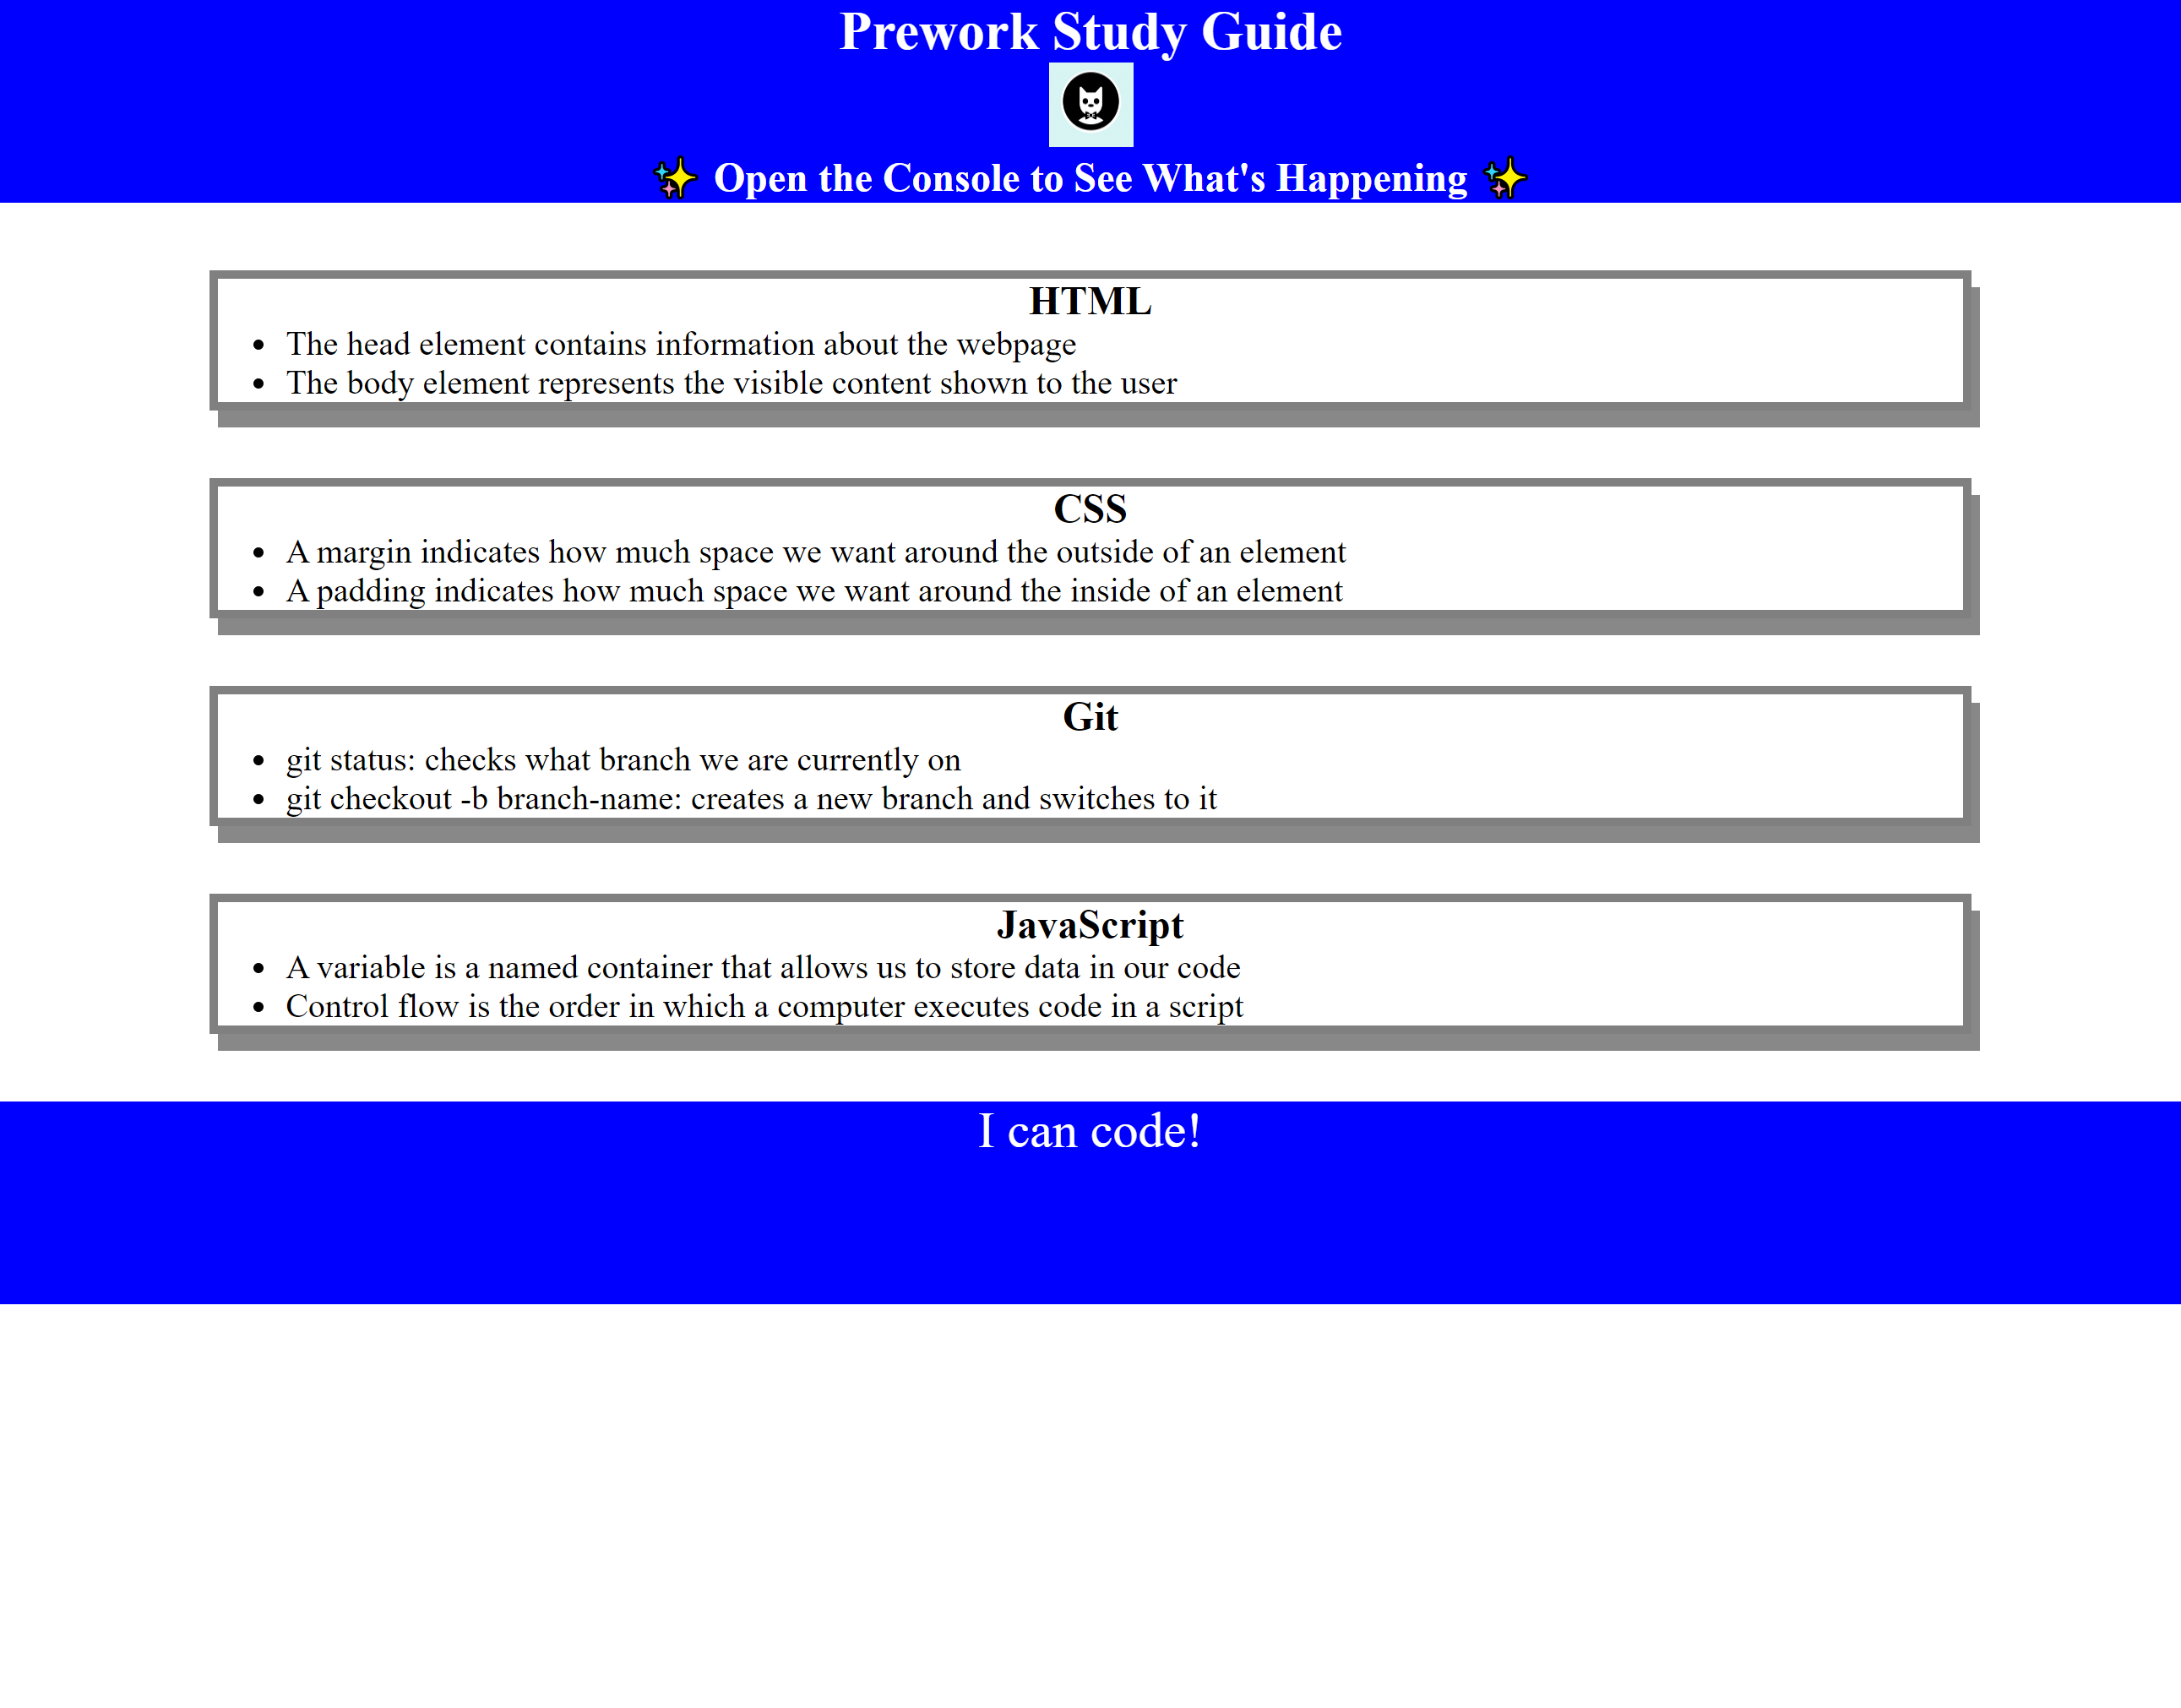 Prework Study Guide
✨ Open the Console to See What's Happening ✨
HTML
• The head element contains information about the webpage
• The body element represents the visible content shown to the user
CSS
• A margin indicates how much space we want around the outside of an element
• A padding indicates how much space we want around the inside of an element
Git
• git status: checks what branch we are currently on
• git checkout -b branch-name: creates a new branch and switches to it
JavaScript
• A variable is a named container that allows us to store data in our code
• Control flow is the order in which a computer executes code in a script
I can code!